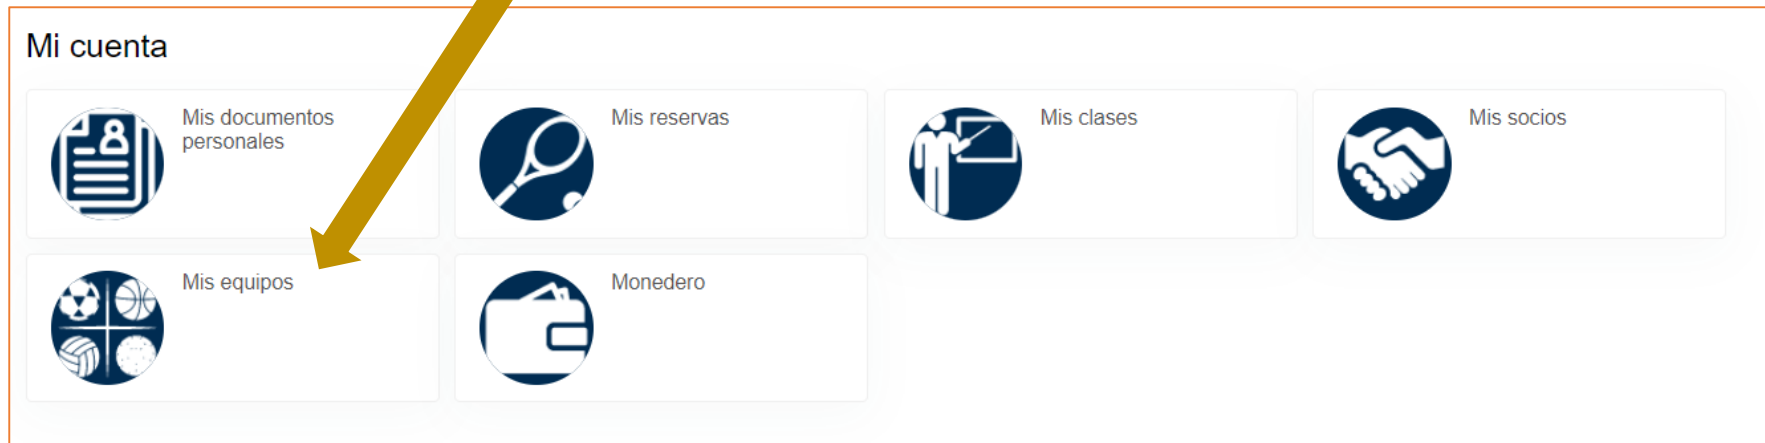 Mi cuenta
Mis documentos
personales
Mis reservas
Mis clases
Mis socios
Mis equipos
Monedero